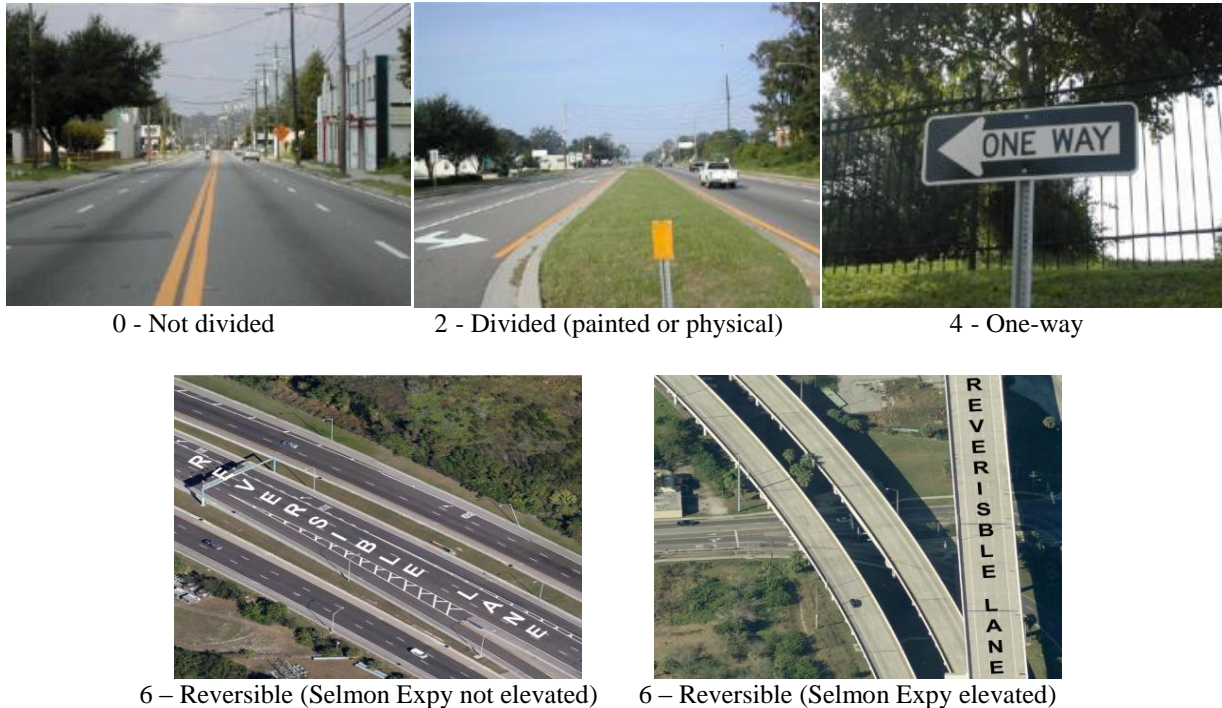 ONE WAY
0 - Not divided
2 - Divided (painted or physical)
4 - One-way
REVERSIBLE LANE
REVERISBLE LANE
6 – Reversible (Selmon Expy not elevated)
6 – Reversible (Selmon Expy elevated)